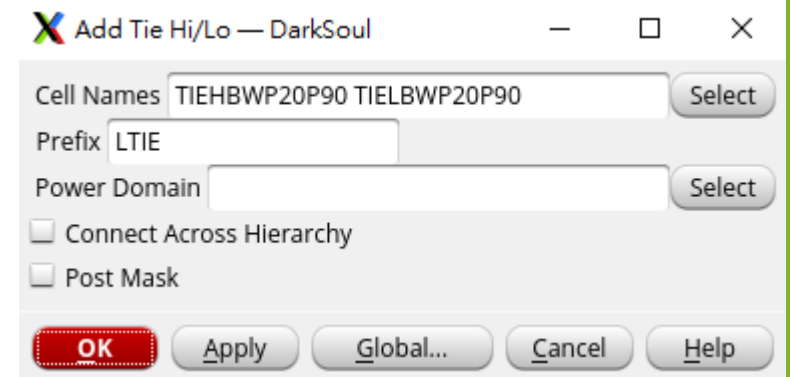 Add Tie Hi/Lo — DarkSoul
Cell Names TIEHBWP20P90 TIELBWP20P90 Select
Prefix LTIE
Power Domain Select
Connect Across Hierarchy
Post Mask
OK Apply Global... Cancel Help